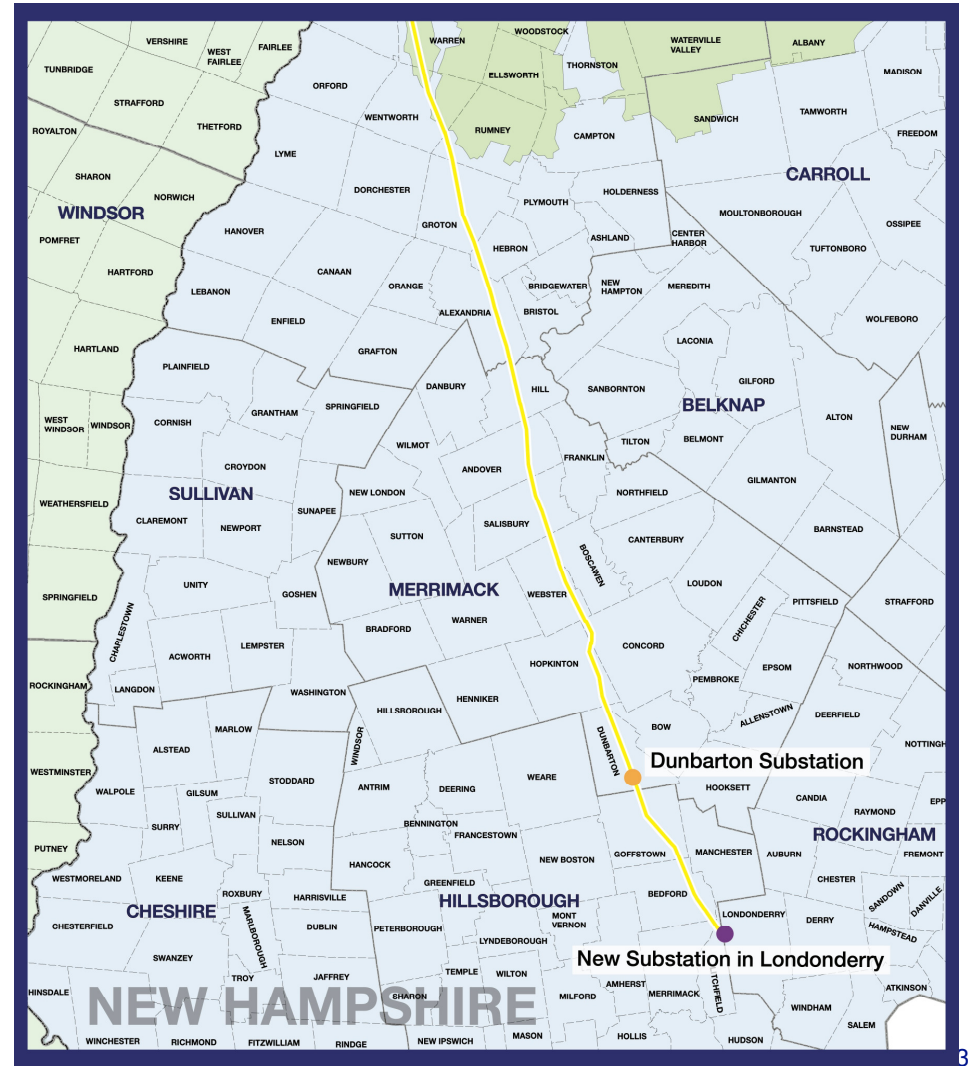 VERSHIRE
WEST
FAIRLEE
FAIRLEE
WARREN
WOODSTOCK
WATERVILLE
VALLEY
ALBANY
TUNBRIDGE
ELLSWORTH
THORNSTON
MADISON
ORFORD
STRAFFORD
WENTWORTH
TAMWORTH
ROYALTON
THETFORD
RUMNEY
CAMPTON
SANDWICH
FREEDOM
LYME
SHARON
CARROLL
NORWICH
DORCHESTER
PLYMOUTH
HOLDERNESS
WINDSOR
MOULTONBOROUGH
HANOVER
GROTON
OSSIPEE
POMFRET
HEBRON
ASHLAND
CENTER
HARBOR
TUFTONBORO
HARTFORD
CANAAN
LEBANON
ORANGE
BRIDGEWATER
NEW
HAMPTON
MEREDITH
ENFIELD
ALEXANDRIA
BRISTOL
WOLFEBORO
HARTLAND
GRAFTON
LACONIA
PLAINFIELD
DANBURY
HILL
SANBORNTON
GILFORD
BELKNAP
WEST
WINDSOR
WINDSOR
CORNISH
GRANTHAM
SPRINGFIELD
ALTON
NEW
DURHAM
WILMOT
TILTON
BELMONT
CROYDON
ANDOVER
FRANKLIN
SULLIVAN
NEW LONDON
NORTHFIELD
GILMANTON
WEATHERSFIELD
SUNAPEE
CLAREMONT
NEWPORT
SALISBURY
BARNSTEAD
SUTTON
CANTERBURY
NEWBURY
BOSCAWEN
UNITY
GOSHEN
MERRIMACK
WEBSTER
LOUDON
SPRINGFIELD
CHICHESTER
PITTSFIELD
STRAFFORD
CHAPLESTOWN
BRADFORD
WARNER
ACWORTH
LEMPSTER
CONCORD
HOPKINTON
EPSOM
NORTHWOOD
ROCKINGHAM
LANGDON
WASHINGTON
HENNIKER
PEMBROKE
HILLSBOROUGH
ALLENSTOWN
DEERFIELD
MARLOW
BOW
ALSTEAD
WINDSOR
DUNBARTON
NOTTINGH
Dunbarton Substation
WESTMINSTER
STODDARD
WEARE
WALPOLE
GILSUM
ANTRIM
DEERING
HOOKSETT
CANDIA
EPP
SURRY
SULLIVAN
BENNINGTON
RAYMOND
FRANCESTOWN
ROCKINGHAM
NELSON
PUTNEY
HANCOCK
NEW BOSTON
GOFFSTOWN
MANCHESTER
AUBURN
FREMONT
WESTMORELAND
KEENE
GREENFIELD
CHESTER
ROXBURY
HARRISVILLE
HILLSBOROUGH
BEDFORD
SANDOWN
DANVILLE
CHESHIRE
MARLBOROUGH
MONT
VERNON
LONDONDERRY
DERRY
CHESTERFIELD
DUBLIN
PETERBOROUGH
HAMPSTEAD
LYNDEBOROUGH
SWANZEY
New Substation in Londonderry
TROY
JAFFREY
TEMPLE
WILTON
AMHERST
HINSDALE
NEW HAMPSHIRE
SHARON
MILFORD
MERRIMACK
ATKINSON
WINDHAM
SALEM
WINCHESTER
RICHMOND
FITZWILLIAM
RINDGE
NEW IPSWICH
MASON
HOLLIS
HUDSON
3